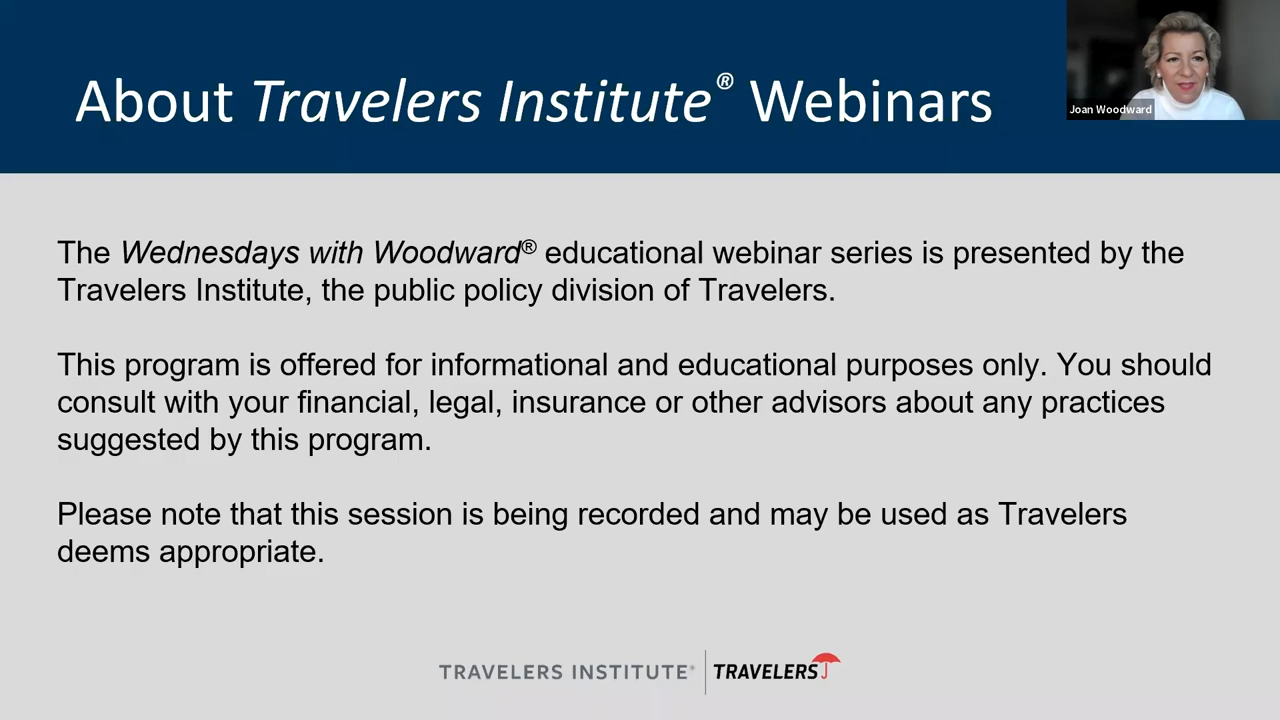 About Travelers Institute® Webinars
Joan Woodward
The Wednesdays with Woodward® educational webinar series is presented by the
Travelers Institute, the public policy division of Travelers.
This program is offered for informational and educational purposes only. You should
consult with your financial, legal, insurance or other advisors about any practices
suggested by this program.
Please note that this session is being recorded and may be used as Travelers
deems appropriate.
TRAVELERS INSTITUTE® TRAVELERS